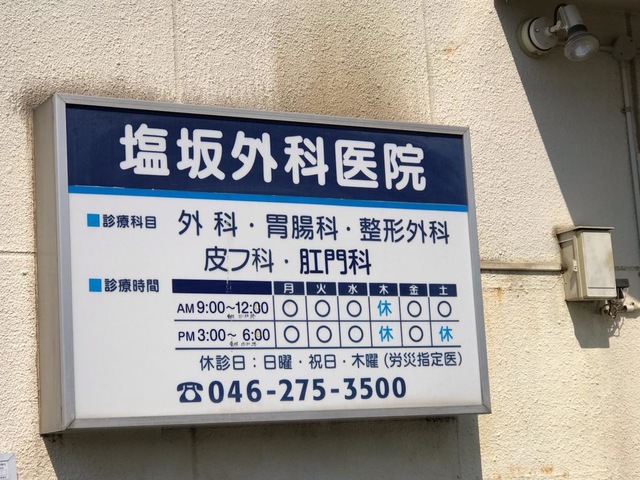 塩坂外科医院
■診療科目 外科・胃腸科・整形外科
皮フ科・肛門科
■診療時間 月 火 水 木 金 土
AM 9:00～12:00 ○ ○ ○ 休 ○ ○
PM 3:00～ 6:00 ○ ○ ○ 休 ○ 休
休診日：日曜・祝日・木曜（労災指定医）
☎046-275-3500